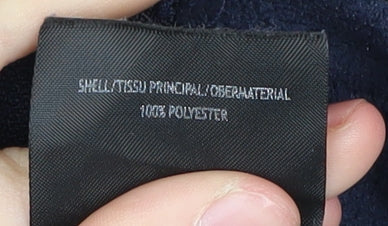 SHELL/TISSU PRINCIPAL/OBERMATERIAL
100% POLYESTER